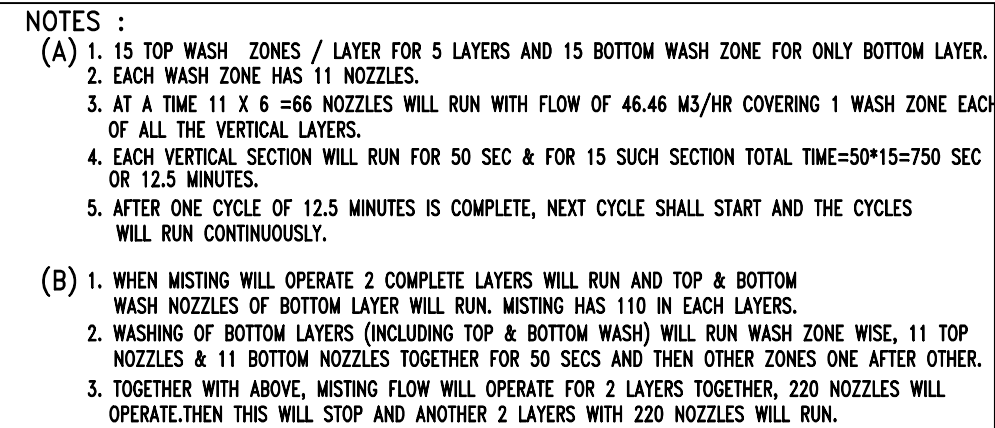 NOTES :
(A) 1. 15 TOP WASH ZONES / LAYER FOR 5 LAYERS AND 15 BOTTOM WASH ZONE FOR ONLY BOTTOM LAYER.
2. EACH WASH ZONE HAS 11 NOZZLES.
3. AT A TIME 11 X 6 =66 NOZZLES WILL RUN WITH FLOW OF 46.46 M3/HR COVERING 1 WASH ZONE EACH
OF ALL THE VERTICAL LAYERS.
4. EACH VERTICAL SECTION WILL RUN FOR 50 SEC & FOR 15 SUCH SECTION TOTAL TIME=50*15=750 SEC
OR 12.5 MINUTES.
5. AFTER ONE CYCLE OF 12.5 MINUTES IS COMPLETE, NEXT CYCLE SHALL START AND THE CYCLES
WILL RUN CONTINUOUSLY.
(B) 1. WHEN MISTING WILL OPERATE 2 COMPLETE LAYERS WILL RUN AND TOP & BOTTOM
WASH NOZZLES OF BOTTOM LAYER WILL RUN. MISTING HAS 110 IN EACH LAYERS.
2. WASHING OF BOTTOM LAYERS (INCLUDING TOP & BOTTOM WASH) WILL RUN WASH ZONE WISE, 11 TOP
NOZZLES & 11 BOTTOM NOZZLES TOGETHER FOR 50 SECS AND THEN OTHER ZONES ONE AFTER OTHER.
3. TOGETHER WITH ABOVE, MISTING FLOW WILL OPERATE FOR 2 LAYERS TOGETHER, 220 NOZZLES WILL
OPERATE.THEN THIS WILL STOP AND ANOTHER 2 LAYERS WITH 220 NOZZLES WILL RUN.